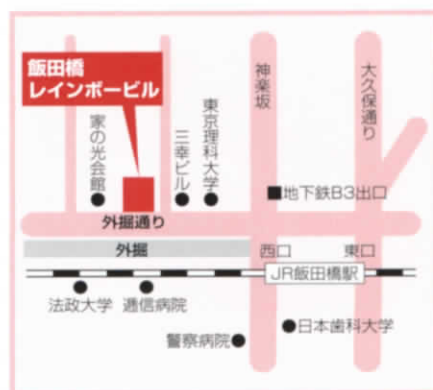 飯田橋
レインボービル
家の光会館
三幸ビル
東京理科大学
神楽坂
大久保通り
■地下鉄B3出口
外掘通り
外掘
西口
東口
JR飯田橋駅
法政大学
逓信病院
警察病院
日本歯科大学